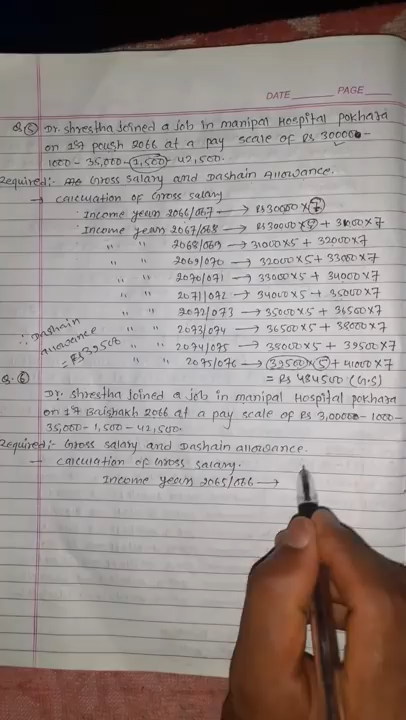 DATE______ PAGE____
Q.⑤ Dr. shrestha joined a job in manipal Hospital pokhara
on 1st poush 2066 at a pay scale of Rs 30000-
1000-35,000-1,500-42,500.
Required:- Gross salary and Dashain Allowance.
→ calculation of Gross salary
Income year 2066/067 → Rs 30000×7
Income year 2067/068 → Rs 30000×5 + 31000×7
" " 2068/069 → 31000×5 + 32000×7
" " 2069/070 → 32000×5 + 33000×7
" " 2070/071 → 33000×5 + 34000×7
" " 2071/072 → 34000×5 + 35000×7
" " 2072/073 → 35000×5 + 36500×7
" " 2073/074 → 36500×5 + 38000×7
" " 2074/075 → 38000×5 + 39500×7
" " 2075/076 → 39500×5 + 41000×7
= Rs 484500 (G.S)
∴ Dashain
allowance
= Rs 39500
Q.⑥
Dr. shrestha joined a job in manipal Hospital pokhara
on 1st Baishakh 2066 at a pay scale of Rs 3,0000-1000-
35,000-1,500-42,500.
Required:- Gross salary and Dashain allowance.
- calculation of Gross salary.
Income year 2065/066 →